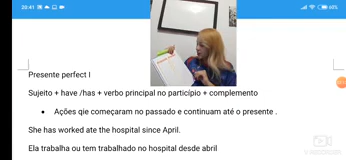 20:41
60%
Presente perfect I
Sujeito + have /has + verbo principal no particípio + complemento
• Ações qie começaram no passado e continuam até o presente .
She has worked ate the hospital since April.
Ela trabalha ou tem trabalhado no hospital desde abril